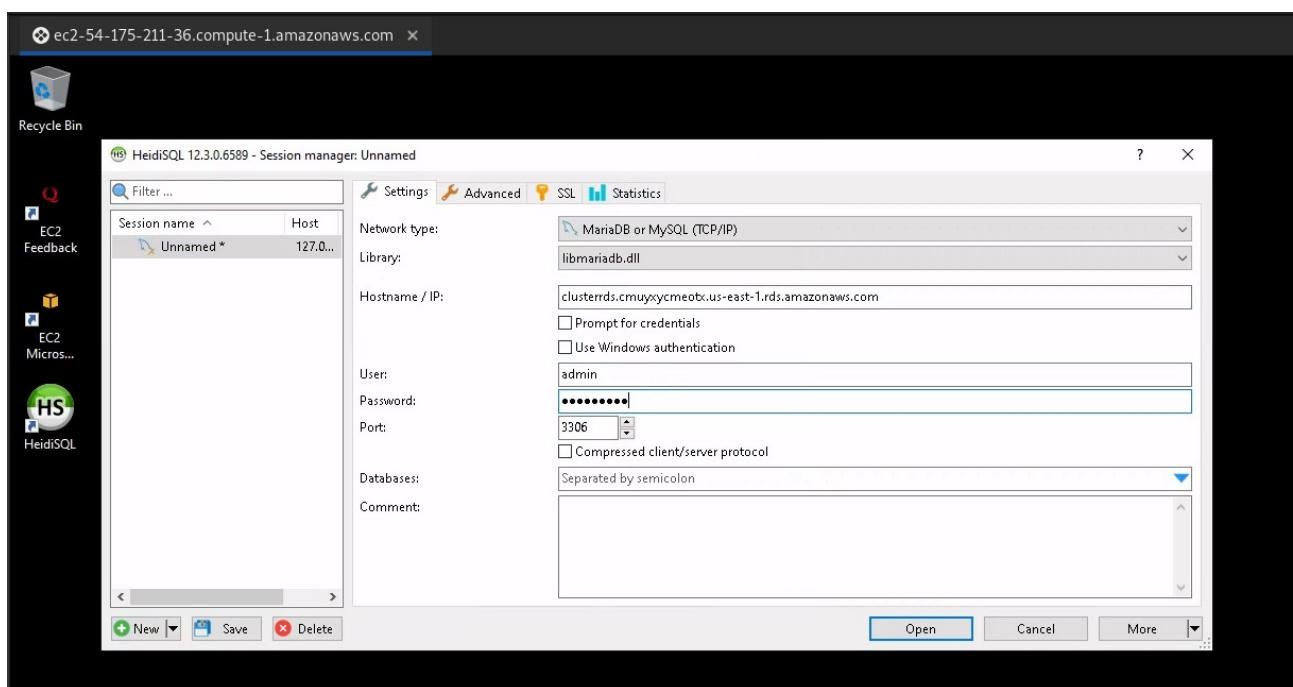 ec2-54-175-211-36.compute-1.amazonaws.com
Recycle Bin
EC2
Feedback
EC2
Micros...
HS
HeidiSQL
HS HeidiSQL 12.3.0.6589 - Session manager: Unnamed ?
Filter ...
Session name Host
Unnamed * 127.0...
Settings Advanced SSL Statistics
Network type: MariaDB or MySQL (TCP/IP)
Library: libmariadb.dll
Hostname / IP: clusterrds.cmuyxycmeotx.us-east-1.rds.amazonaws.com
Prompt for credentials
Use Windows authentication
User: admin
Password: •••••••••
Port: 3306
Compressed client/server protocol
Databases: Separated by semicolon
Comment:
New Save Delete Open Cancel More